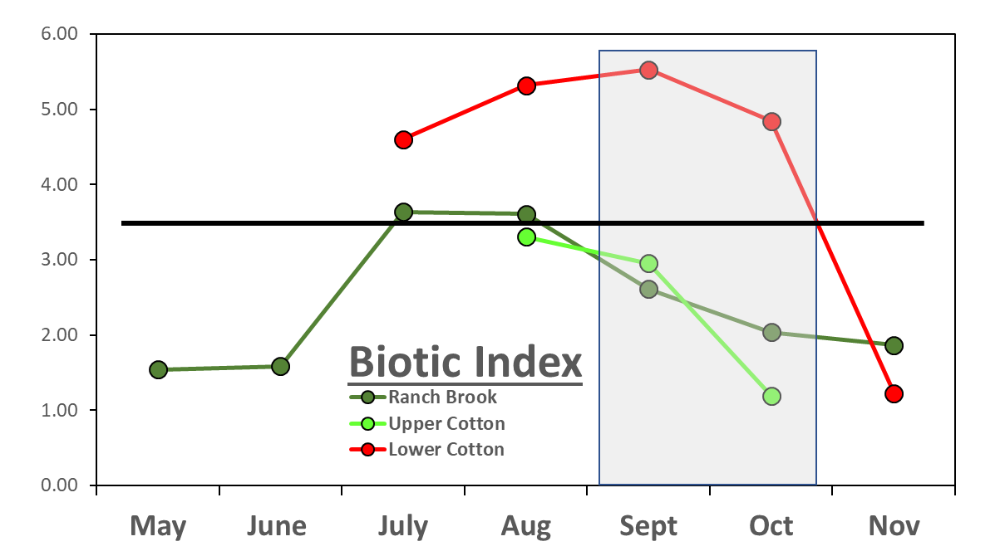 6.00
5.00
4.00
3.00
2.00
1.00
0.00
Biotic Index
Ranch Brook
Upper Cotton
Lower Cotton
May June July Aug Sept Oct Nov